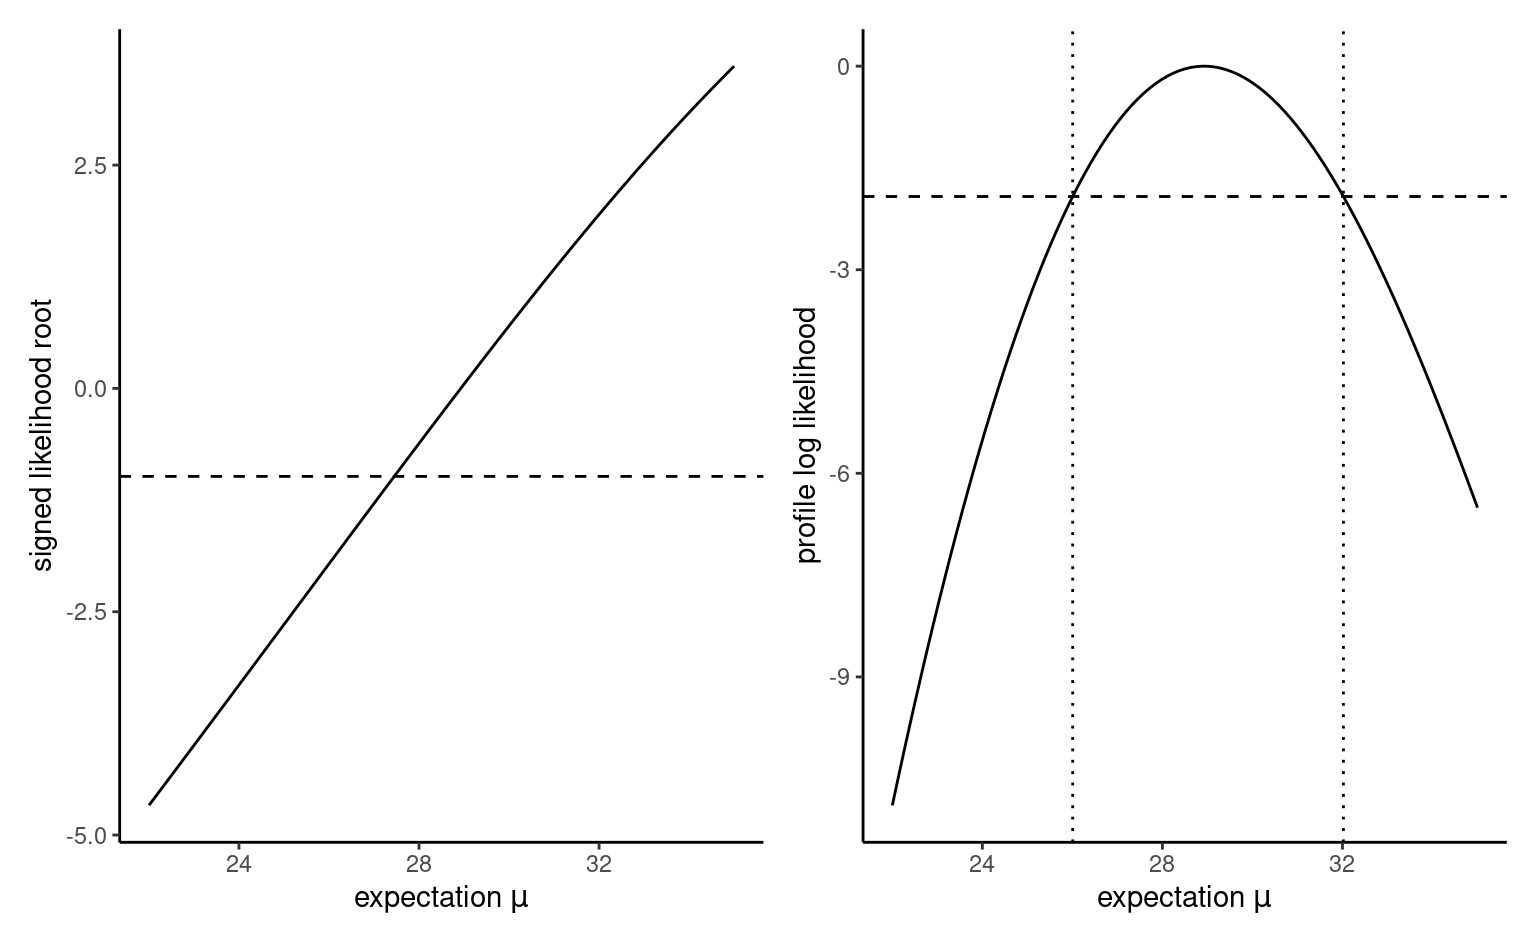 signed likelihood root
2.5
0.0
-2.5
-5.0
24 28 32
expectation μ
profile log likelihood
0
-3
-6
-9
24 28 32
expectation μ